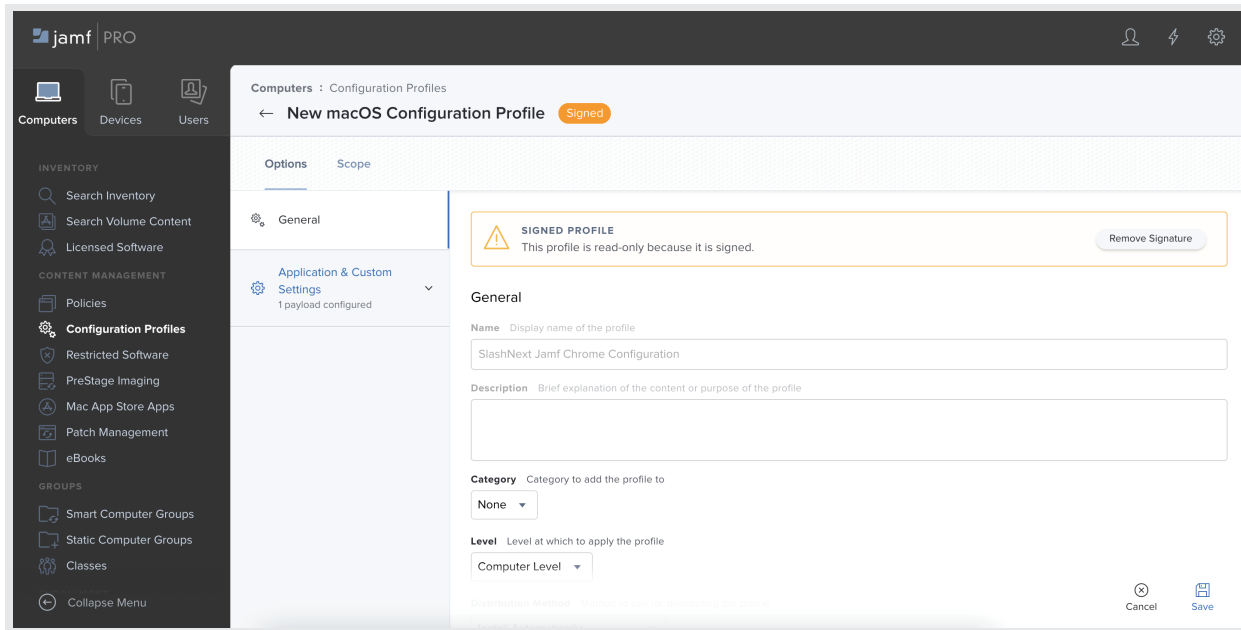 jamf PRO
Computers
Devices
Users
INVENTORY
Search Inventory
Search Volume Content
Licensed Software
CONTENT MANAGEMENT
Policies
Configuration Profiles
Restricted Software
PreStage Imaging
Mac App Store Apps
Patch Management
eBooks
GROUPS
Smart Computer Groups
Static Computer Groups
Classes
Collapse Menu
Computers : Configuration Profiles
New macOS Configuration Profile Signed
Options Scope
General
Application & Custom
Settings
1 payload configured
SIGNED PROFILE
This profile is read-only because it is signed.
Remove Signature
General
Name Display name of the profile
SlashNext Jamf Chrome Configuration
Description Brief explanation of the content or purpose of the profile
Category Category to add the profile to
None
Level Level at which to apply the profile
Computer Level
Distribution Method
Cancel
Save